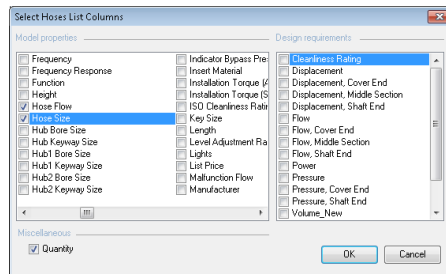 Select Hoses List Columns
Model properties
Frequency
Frequency Response
Function
Height
Hose Flow
Hose Size
Hub Bore Size
Hub Keyway Size
Hub1 Bore Size
Hub1 Keyway Size
Hub2 Bore Size
Hub2 Keyway Size
Indicator Bypass Pres
Insert Material
Installation Torque (A
Installation Torque (S
ISO Cleanliness Ratin
Key Size
Length
Level Adjustment Ra
Lights
List Price
Malfunction Flow
Manufacturer
Design requirements
Cleanliness Rating
Displacement
Displacement, Cover End
Displacement, Middle Section
Displacement, Shaft End
Flow
Flow, Cover End
Flow, Middle Section
Flow, Shaft End
Power
Pressure
Pressure, Cover End
Pressure, Shaft End
Volume_New
Miscellaneous
Quantity
OK
Cancel